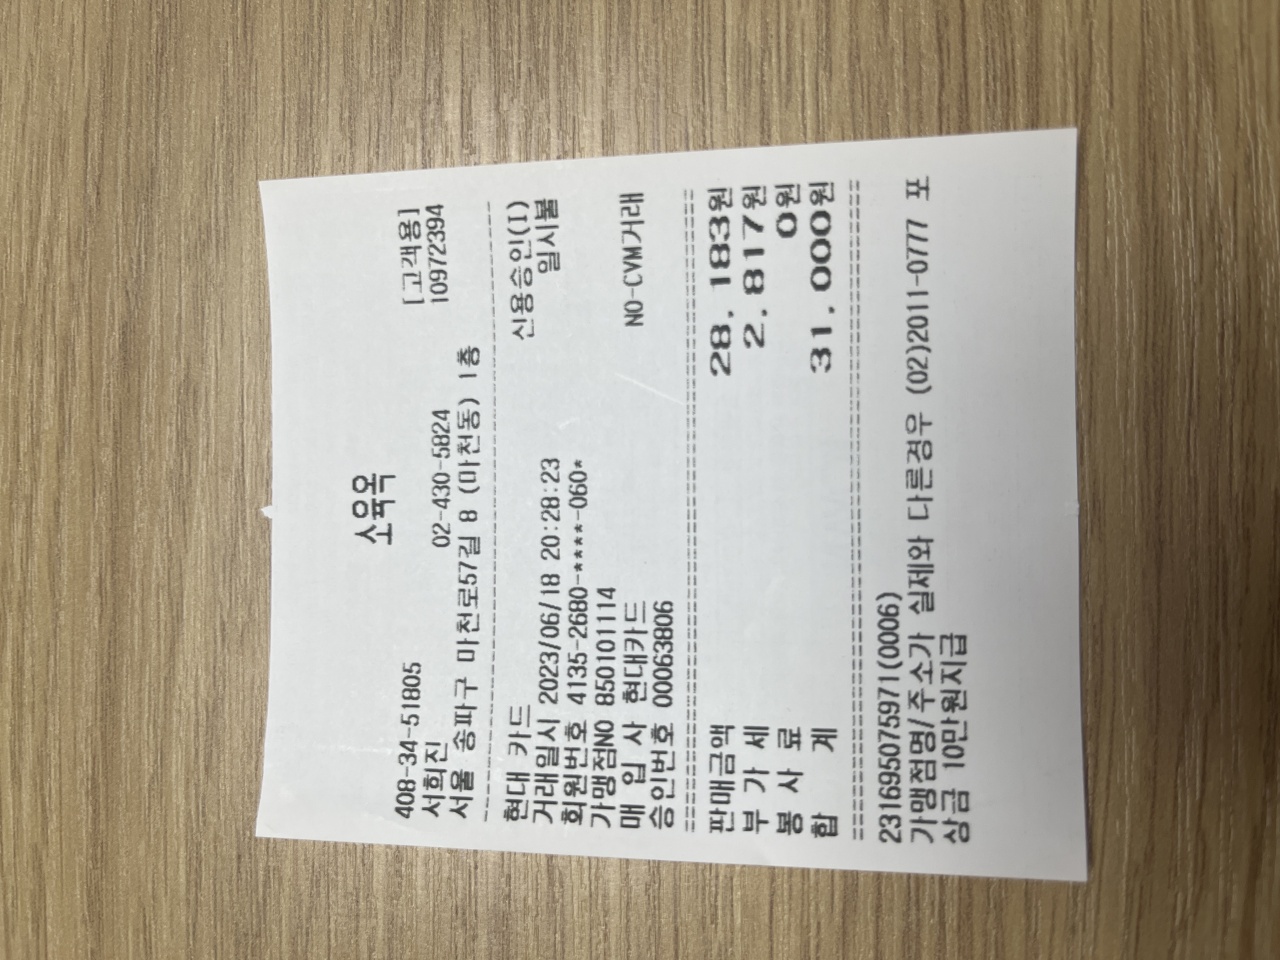 소육옥
[고객용]
408-34-51805 10972394
서희진 02-430-5824
서울 송파구 마천로57길 8 (마천동) 1층
현대 카드 신용승인(I)
거래일시 2023/06/18 20:28:23 일시불
회원번호 4135-2680-****-060*
가맹점NO 850101114
매 입 사 현대카드 NO-CVM거래
승인번호 00063806
판매금액 28,183원
부 가 세 2,817원
봉 사 료 0원
합 계 31,000원
231695075971(0006)
가맹점명/주소가 실제와 다른경우 (02)2011-0777 포
상금 10만원지급